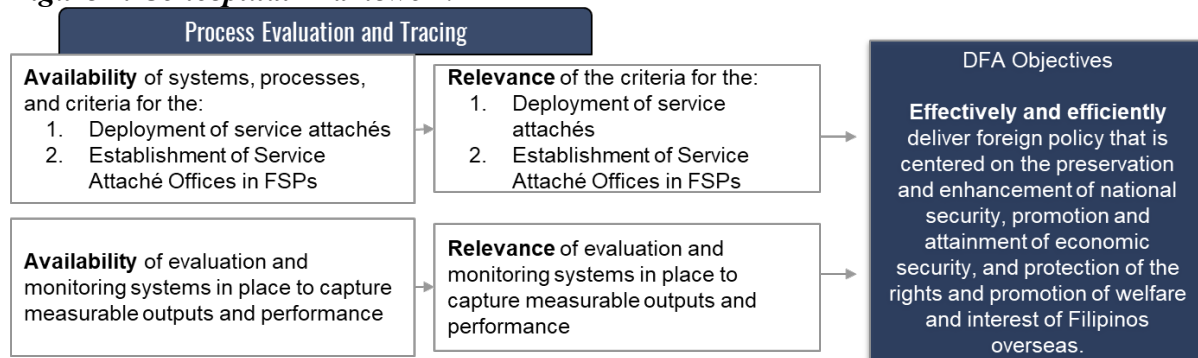 Process Evaluation and Tracing
Availability of systems, processes,
and criteria for the:
1. Deployment of service attachés
2. Establishment of Service
Attaché Offices in FSPs
Relevance of the criteria for the:
1. Deployment of service
attachés
2. Establishment of Service
Attaché Offices in FSPs
Availability of evaluation and
monitoring systems in place to
capture measurable outputs and
performance
Relevance of evaluation and
monitoring systems in place to
capture measurable outputs and
performance
DFA Objectives
Effectively and efficiently
deliver foreign policy that is
centered on the preservation
and enhancement of national
security, promotion and
attainment of economic
security, and protection of the
rights and promotion of welfare
and interest of Filipinos
overseas.